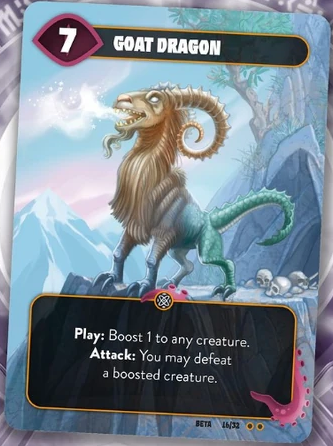 7
GOAT DRAGON
Play: Boost 1 to any creature.
Attack: You may defeat
a boosted creature.
BETA 16/32